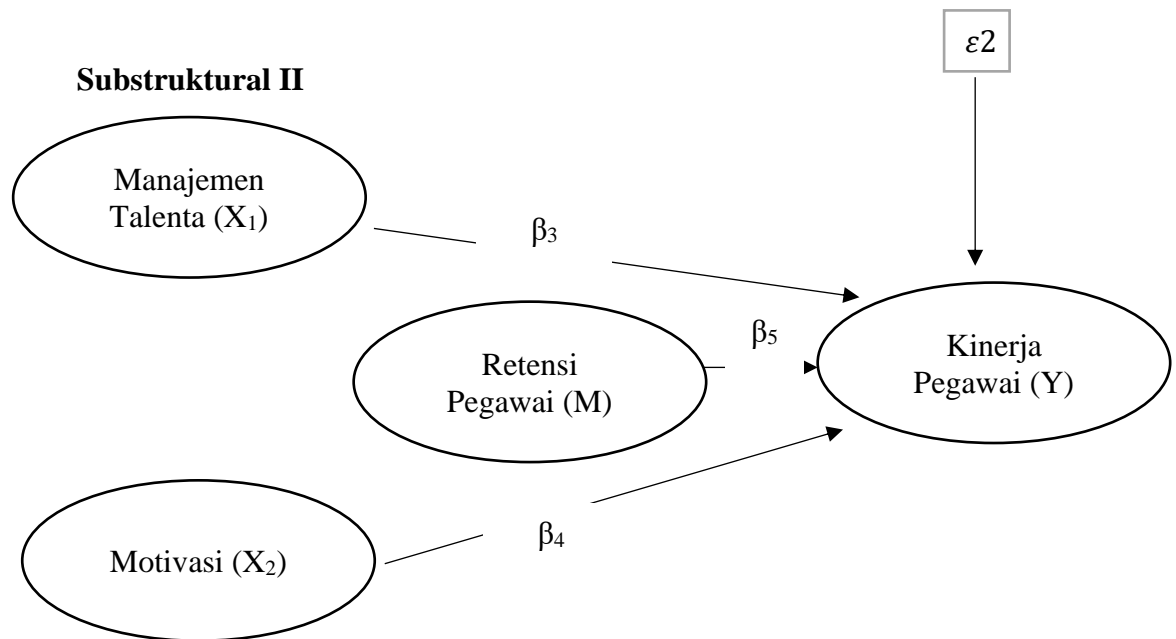 ε2
Substruktural II
Manajemen
Talenta (X₁)
β₃
β₅
Retensi
Pegawai (M)
Kinerja
Pegawai (Y)
β₄
Motivasi (X₂)